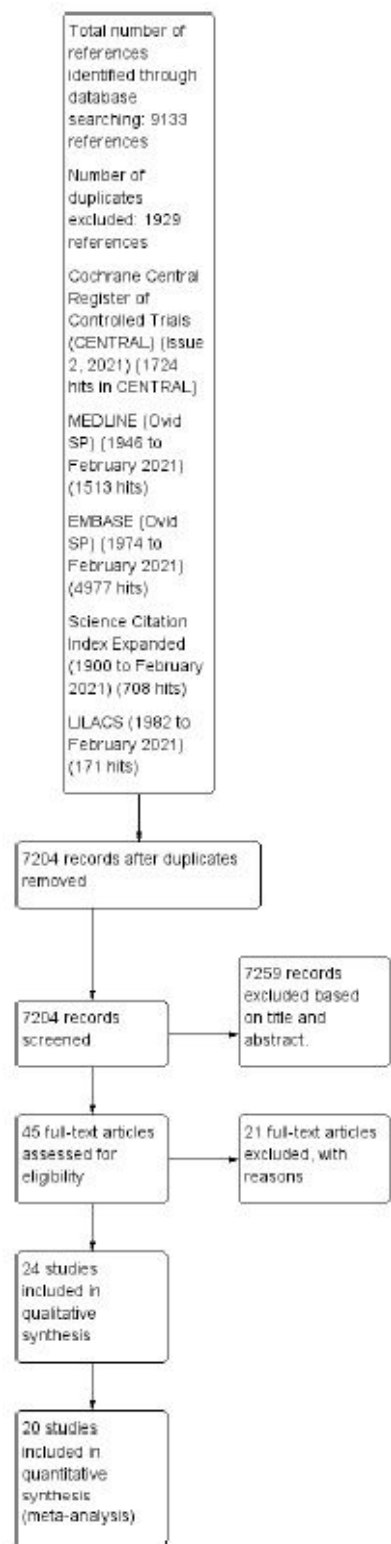 Total number of
references
identified through
database
searching: 9133
references
Number of
duplicates
excluded: 1929
references
Cochrane Central
Register of
Controlled Trials
(CENTRAL) (Issue
2, 2021) (1724
hits in CENTRAL)
MEDLINE (Ovid
SP) (1946 to
February 2021)
(1513 hits)
EMBASE (Ovid
SP) (1974 to
February 2021)
(4977 hits)
Science Citation
Index Expanded
(1900 to February
2021) (708 hits)
LILACS (1982 to
February 2021)
(171 hits)
7204 records after duplicates
removed
7204 records
screened
7259 records
excluded based
on title and
abstract.
45 full-text articles
assessed for
eligibility
21 full-text articles
excluded, with
reasons
24 studies
included in
qualitative
synthesis
20 studies
included in
quantitative
synthesis
(meta-analysis)